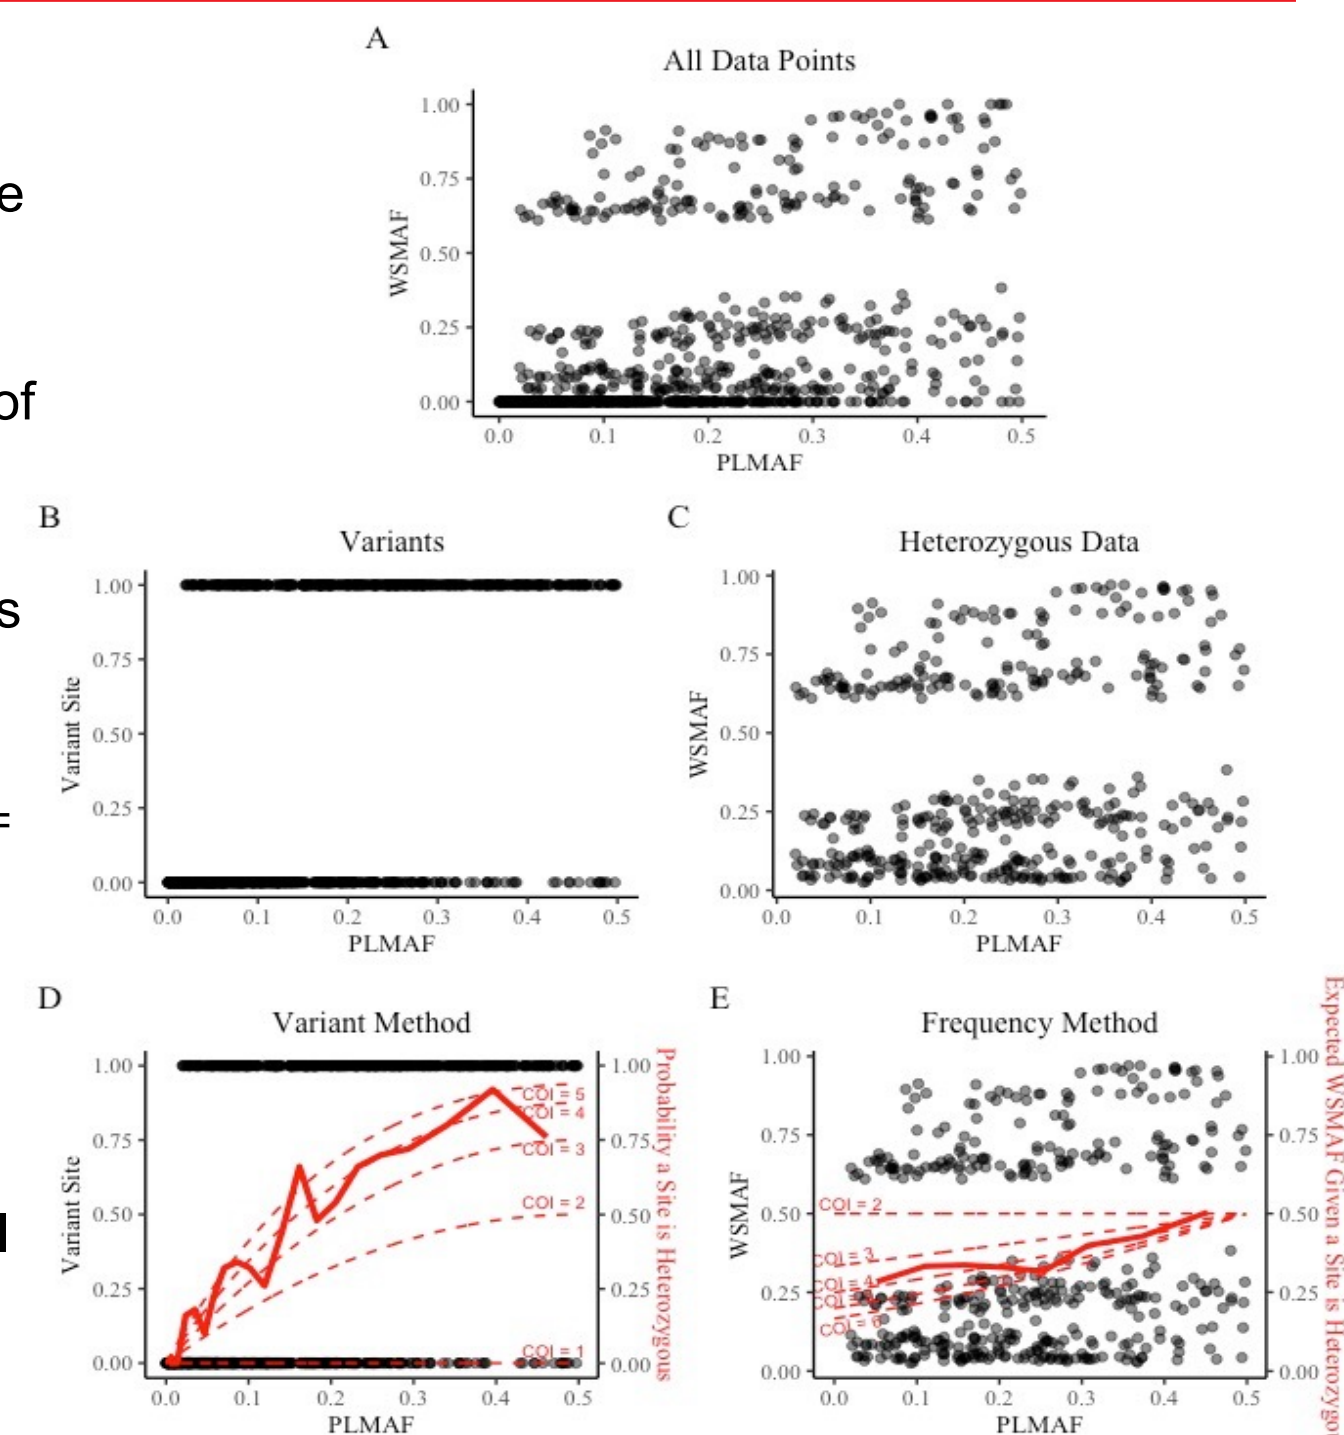 e
of
s
=
A
All Data Points
1.00
0.75
0.50
0.25
0.00
WSMAF
0.0 0.1 0.2 0.3 0.4 0.5
PLMAF
B
Variants
1.00
0.75
0.50
0.25
0.00
Variant Site
0.0 0.1 0.2 0.3 0.4 0.5
PLMAF
C
Heterozygous Data
1.00
0.75
0.50
0.25
0.00
WSMAF
0.0 0.1 0.2 0.3 0.4 0.5
PLMAF
D
Variant Method
1.00
0.75
0.50
0.25
0.00
Variant Site
COI = 5
COI = 4
COI = 3
COI = 2
COI = 1
1.00
0.75
0.50
0.25
0.00
Probability a Site is Heterozygous
0.0 0.1 0.2 0.3 0.4 0.5
PLMAF
E
Frequency Method
1.00
0.75
0.50
0.25
0.00
WSMAF
COI = 2
COI = 3
COI = 4
COI
COI = 6
1.00
0.75
0.50
0.25
0.00
Expected WSMAF Given a Site is Heterozygo
0.0 0.1 0.2 0.3 0.4 0.5
PLMAF